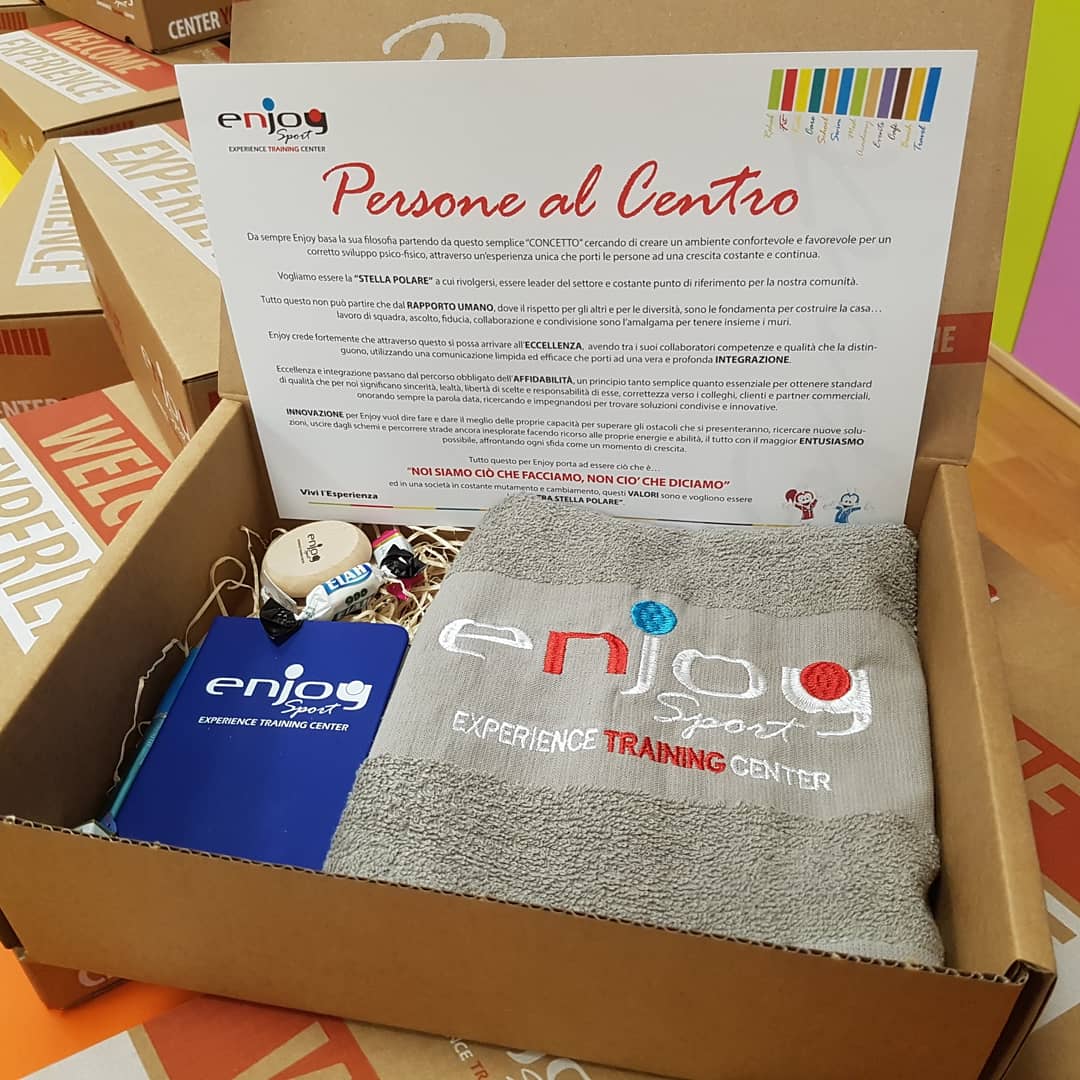 CENTER
WELCOME
EXPERIENCE
enjoy
Sport
EXPERIENCE TRAINING CENTER
Fit
Care
School
Swim
Med
Academy
Events
Cafè
Beach
Travel
Persone al Centro
Da sempre Enjoy basa la sua filosofia partendo da questo semplice "CONCETTO" cercando di creare un ambiente confortevole e favorevole per un
corretto sviluppo psico-fisico, attraverso un'esperienza unica che porti le persone ad una crescita costante e continua.
Vogliamo essere la "STELLA POLARE" a cui rivolgersi, essere leader del settore e costante punto di riferimento per la nostra comunità.
Tutto questo non può partire che dal RAPPORTO UMANO, dove il rispetto per gli altri e per le diversità, sono le fondamenta per costruire la casa…
lavoro di squadra, ascolto, fiducia, collaborazione e condivisione sono l'amalgama per tenere insieme i muri.
Enjoy crede fortemente che attraverso questo si possa arrivare all'ECCELLENZA, avendo tra i suoi collaboratori competenze e qualità che la distin-
guono, utilizzando una comunicazione limpida ed efficace che porti ad una vera e profonda INTEGRAZIONE.
Eccellenza e integrazione passano dal percorso obbligato dell'AFFIDABILITÀ, un principio tanto semplice quanto essenziale per ottenere standard
di qualità che per noi significano sincerità, lealtà, libertà di scelte e responsabilità di esse, correttezza verso i colleghi, clienti e partner commerciali,
onorando sempre la parola data, ricercando e impegnandosi per trovare soluzioni condivise e innovative.
INNOVAZIONE per Enjoy vuol dire fare e dare il meglio delle proprie capacità per superare gli ostacoli che si presenteranno, ricercare nuove solu-
zioni, uscire dagli schemi e percorrere strade ancora inesplorate facendo ricorso alle proprie energie e abilità, il tutto con il maggior ENTUSIASMO
possibile, affrontando ogni sfida come un momento di crescita.
Tutto questo per Enjoy porta ad essere ciò che è…
"NOI SIAMO CIÒ CHE FACCIAMO, NON CIO' CHE DICIAMO"
ed in una società in costante mutamento e cambiamento, questi VALORI sono e vogliono essere
STELLA POLARE".
Vivi l'Esperienza
enjoy
ELAH
enjoy
Sport
EXPERIENCE TRAINING CENTER
enjoy
Sport
EXPERIENCE TRAINING CENTER